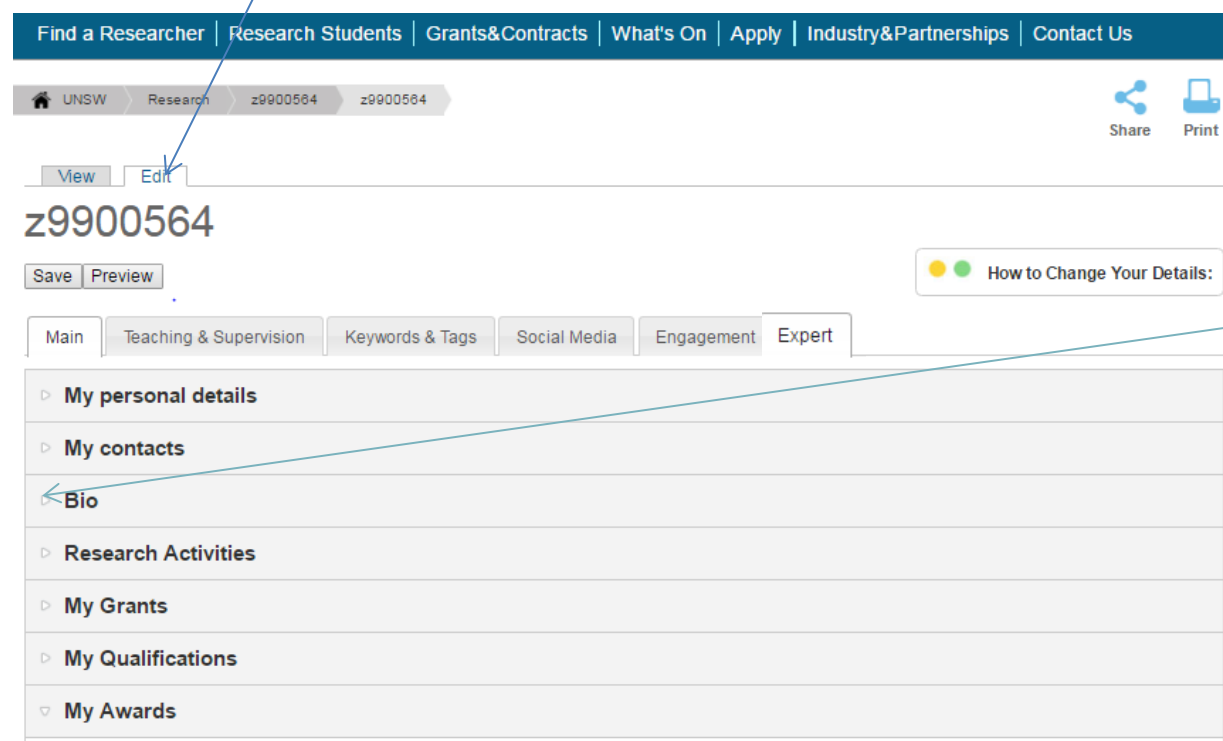 Find a Researcher | Research Students | Grants&Contracts | What's On | Apply | Industry&Partnerships | Contact Us
UNSW Research z9900564 z9900564
Share Print
View Edit
z9900564
Save Preview
How to Change Your Details:
Main Teaching & Supervision Keywords & Tags Social Media Engagement Expert
My personal details
My contacts
Bio
Research Activities
My Grants
My Qualifications
My Awards